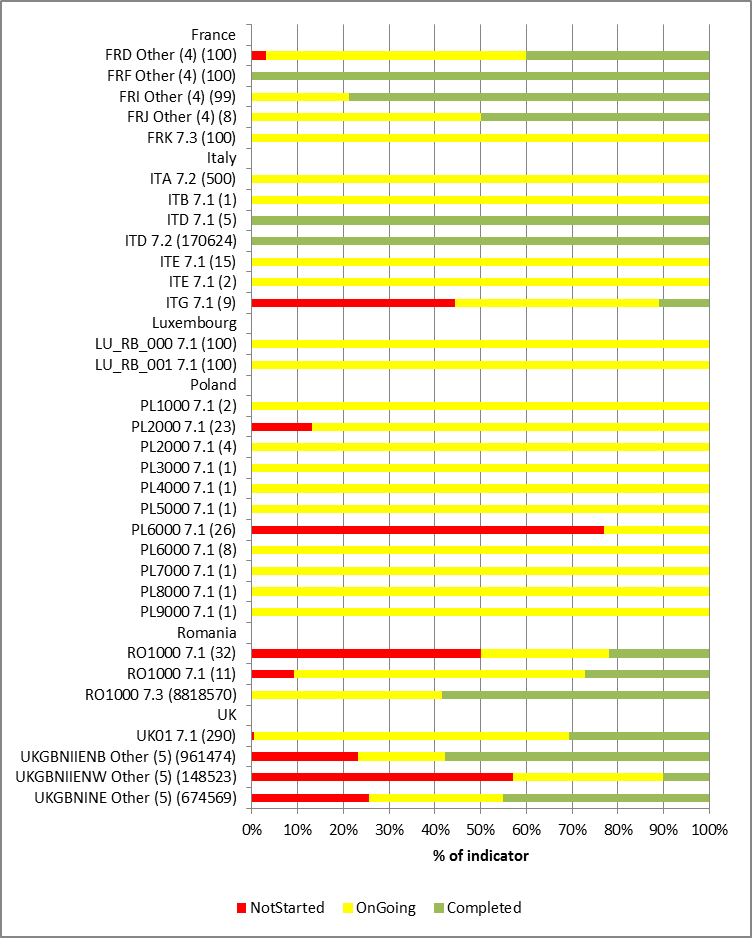 France
FRD Other (4) (100)
FRF Other (4) (100)
FRI Other (4) (99)
FRJ Other (4) (8)
FRK 7.3 (100)
Italy
ITA 7.2 (500)
ITB 7.1 (1)
ITD 7.1 (5)
ITD 7.2 (170624)
ITE 7.1 (15)
ITE 7.1 (2)
ITG 7.1 (9)
Luxembourg
LU_RB_000 7.1 (100)
LU_RB_001 7.1 (100)
Poland
PL1000 7.1 (2)
PL2000 7.1 (23)
PL2000 7.1 (4)
PL3000 7.1 (1)
PL4000 7.1 (1)
PL5000 7.1 (1)
PL6000 7.1 (26)
PL6000 7.1 (8)
PL7000 7.1 (1)
PL8000 7.1 (1)
PL9000 7.1 (1)
Romania
RO1000 7.1 (32)
RO1000 7.1 (11)
RO1000 7.3 (8818570)
UK
UK01 7.1 (290)
UKGBNIIENB Other (5) (961474)
UKGBNIIENW Other (5) (148523)
UKGBNINE Other (5) (674569)
0% 10% 20% 30% 40% 50% 60% 70% 80% 90% 100%
% of indicator
NotStarted OnGoing Completed